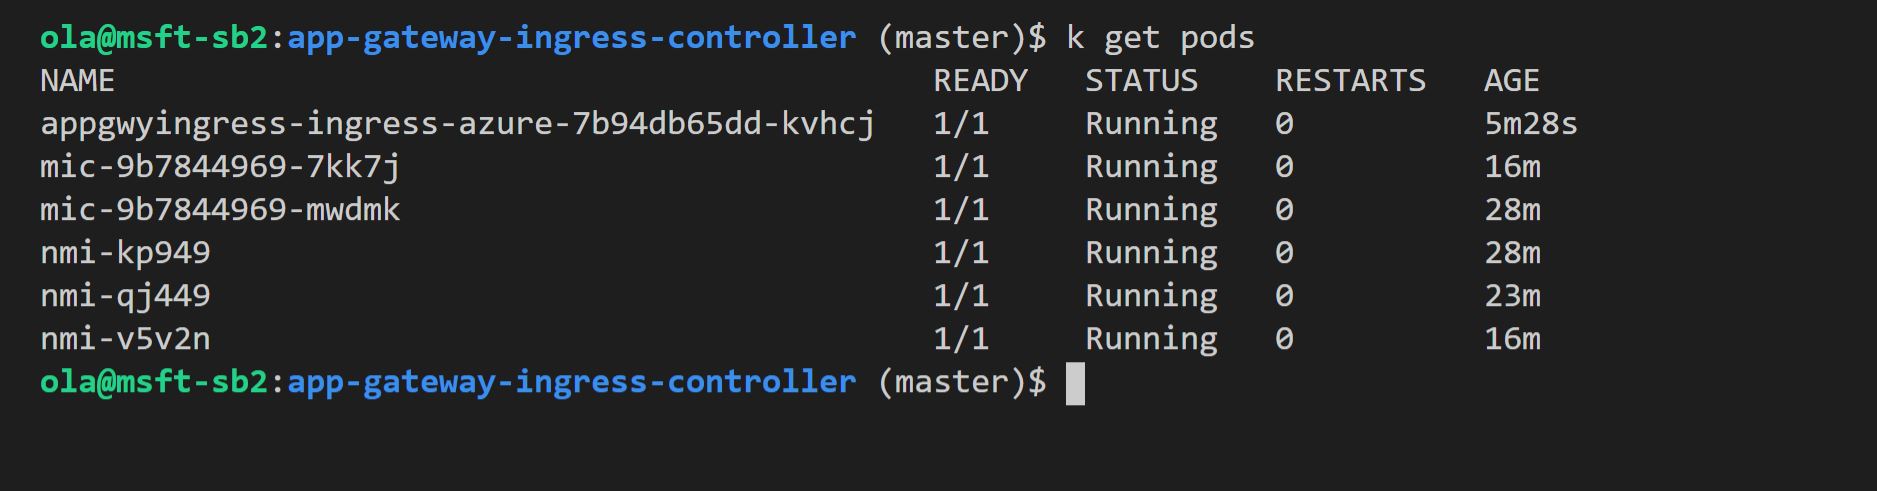 ola@msft-sb2:app-gateway-ingress-controller (master)$ k get pods
NAME                                           READY   STATUS    RESTARTS   AGE
appgwyingress-ingress-azure-7b94db65dd-kvhcj   1/1     Running   0          5m28s
mic-9b7844969-7kk7j                            1/1     Running   0          16m
mic-9b7844969-mwdmk                            1/1     Running   0          28m
nmi-kp949                                      1/1     Running   0          28m
nmi-qj449                                      1/1     Running   0          23m
nmi-v5v2n                                      1/1     Running   0          16m
ola@msft-sb2:app-gateway-ingress-controller (master)$